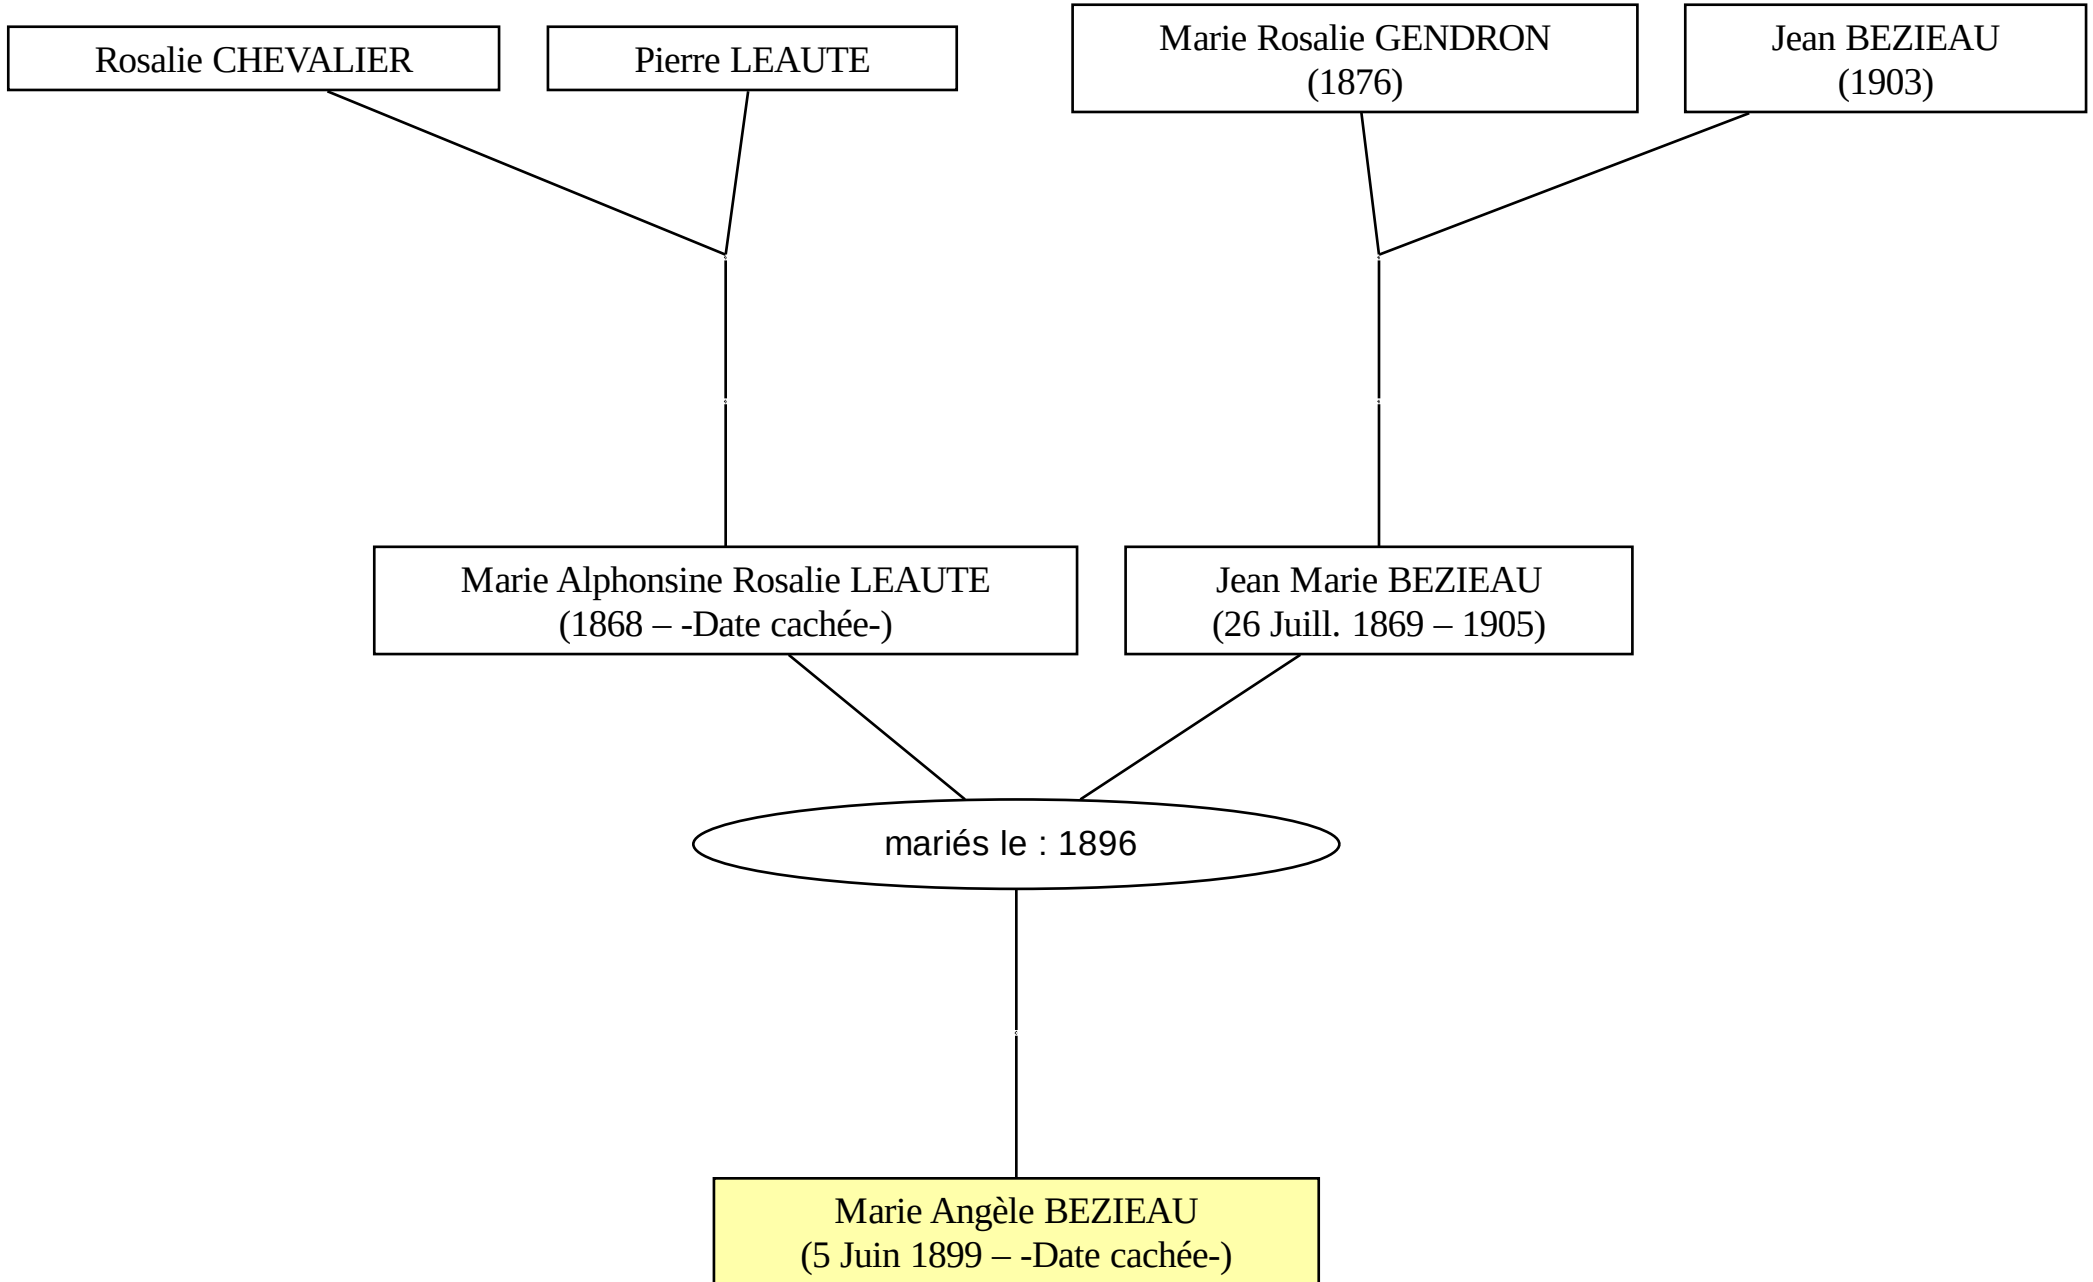 Rosalie CHEVALIER
Pierre LEAUTE
Marie Rosalie GENDRON
(1876)
Jean BEZIEAU
(1903)
Marie Alphonsine Rosalie LEAUTE
(1868 – -Date cachée-)
Jean Marie BEZIEAU
(26 Juill. 1869 – 1905)
mariés le : 1896
Marie Angèle BEZIEAU
(5 Juin 1899 – -Date cachée-)